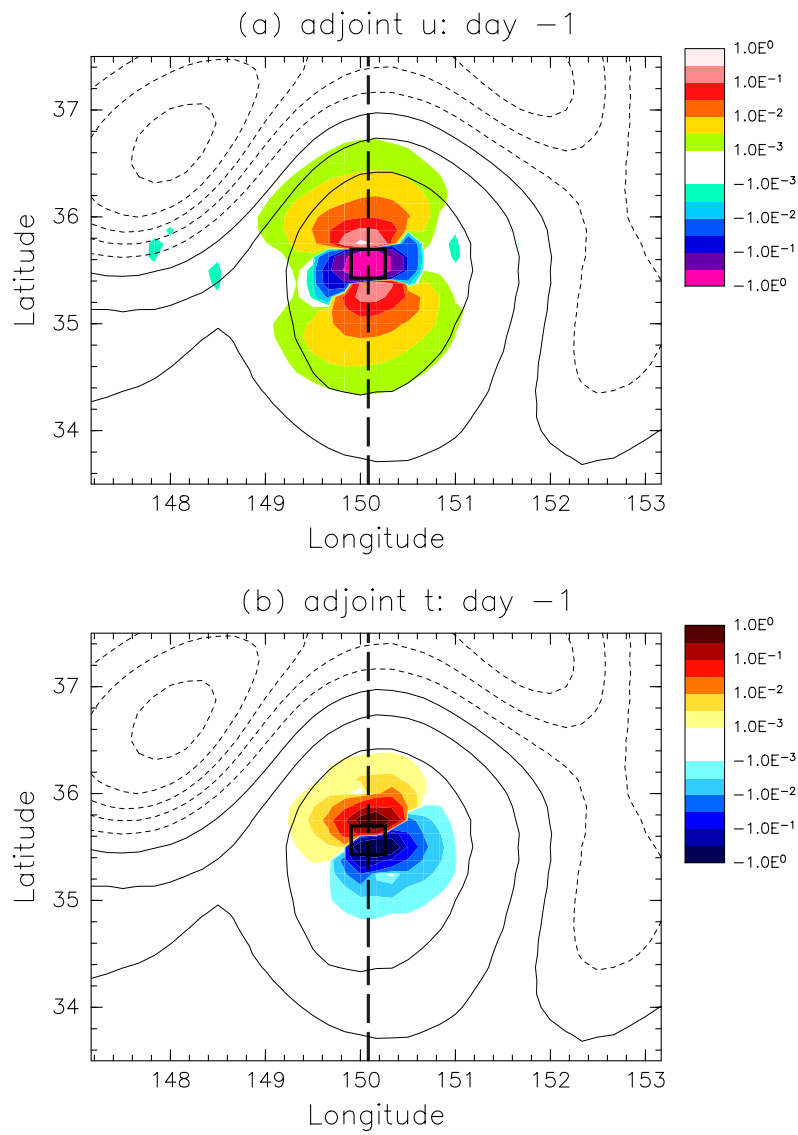 (a) adjoint u: day −1
37
36
35
34
Latitude
148 149 150 151 152 153
Longitude
1.0E⁰
1.0E⁻¹
1.0E⁻²
1.0E⁻³
−1.0E⁻³
−1.0E⁻²
−1.0E⁻¹
−1.0E⁰
(b) adjoint t: day −1
37
36
35
34
Latitude
148 149 150 151 152 153
Longitude
1.0E⁰
1.0E⁻¹
1.0E⁻²
1.0E⁻³
−1.0E⁻³
−1.0E⁻²
−1.0E⁻¹
−1.0E⁰